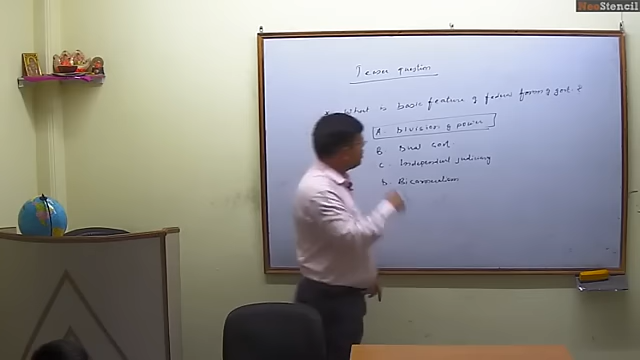 NeoStencil
Teaser question
What is basic feature of federal form of govt. ?
A. Division of power
B Dual Govt.
C. Independent judiciary
D. Bicameralism